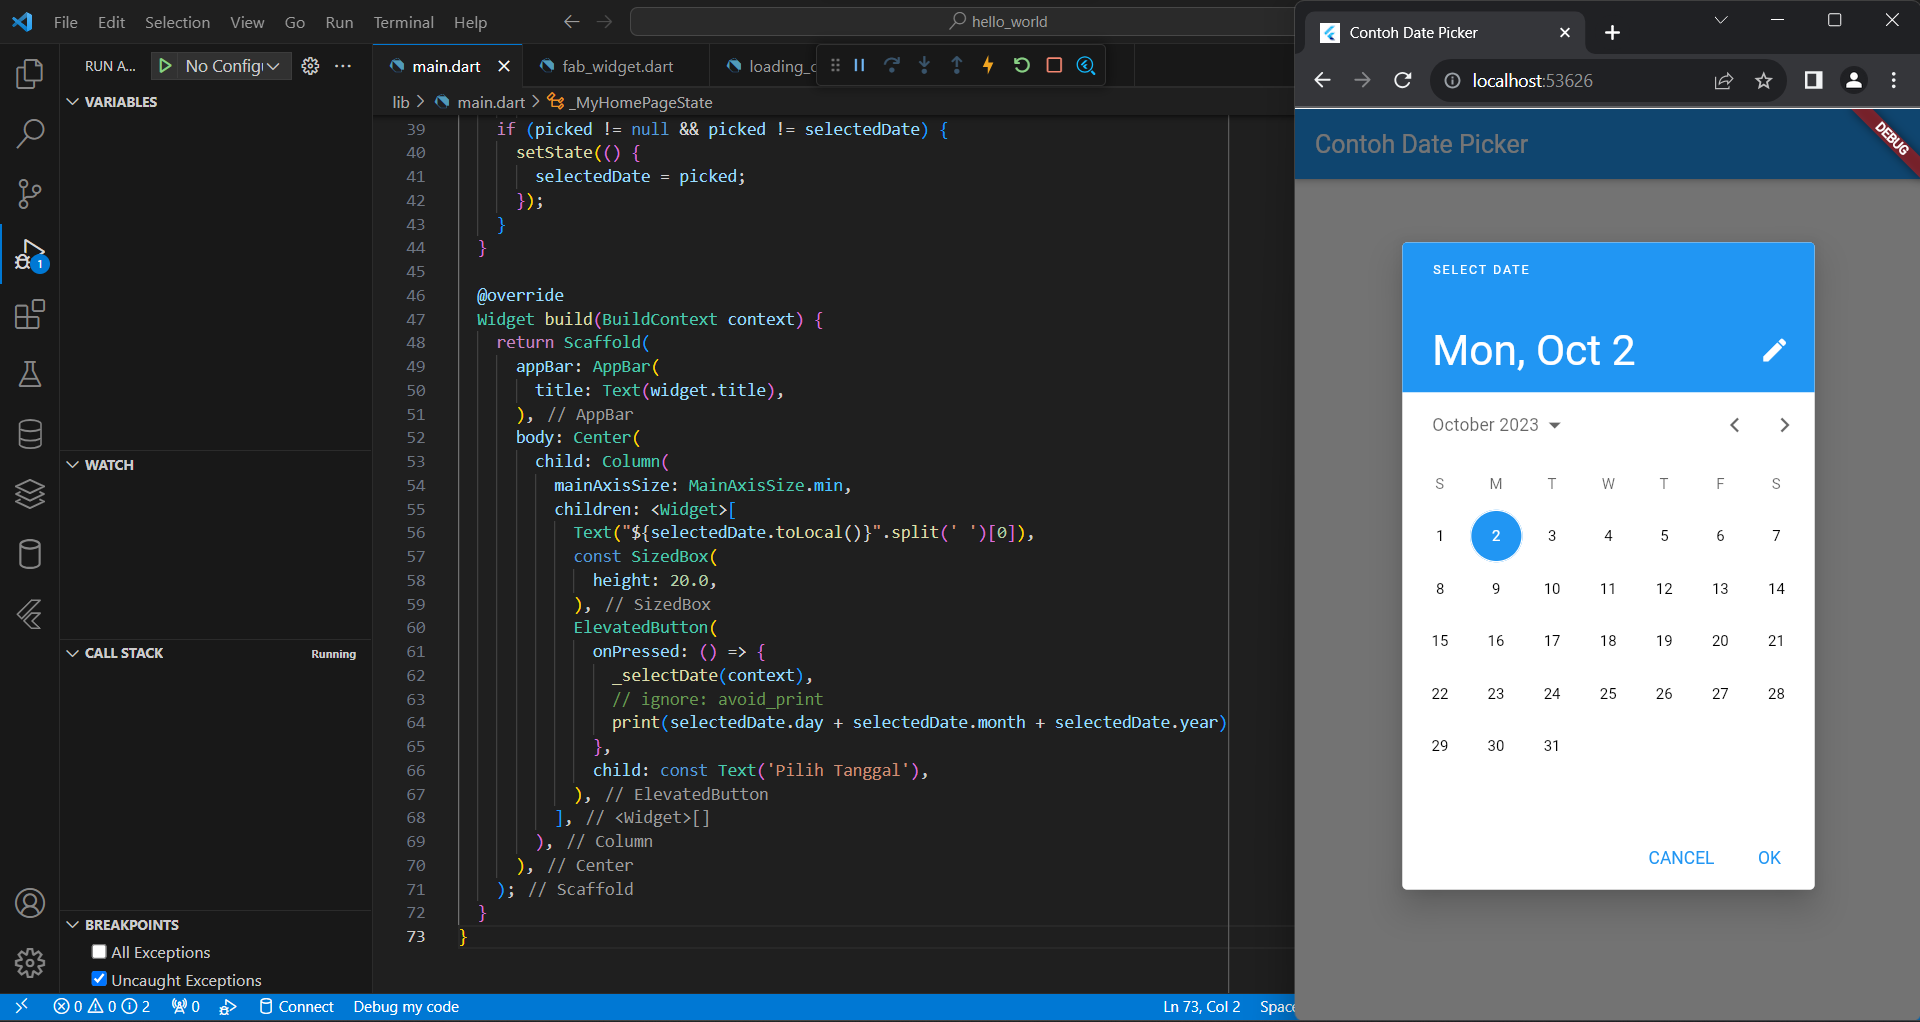 File Edit Selection View Go Run Terminal Help
hello_world
RUN A... No Config
VARIABLES
WATCH
CALL STACK
Running
BREAKPOINTS
All Exceptions
Uncaught Exceptions
main.dart
fab_widget.dart
lib > main.dart > _MyHomePageState
39 if (picked != null && picked != selectedDate) {
40 setState(() {
41 selectedDate = picked;
42 });
43 }
44 }
45
46 @override
47 Widget build(BuildContext context) {
48 return Scaffold(
49 appBar: AppBar(
50 title: Text(widget.title),
51 ), // AppBar
52 body: Center(
53 child: Column(
54 mainAxisSize: MainAxisSize.min,
55 children: <Widget>[
56 Text("${selectedDate.toLocal()}".split(' ')[0]),
57 const SizedBox(
58 height: 20.0,
59 ), // SizedBox
60 ElevatedButton(
61 onPressed: () => {
62 _selectDate(context),
63 // ignore: avoid_print
64 print(selectedDate.day + selectedDate.month + selectedDate.year)
65 },
66 child: const Text('Pilih Tanggal'),
67 ), // ElevatedButton
68 ], // <Widget>[]
69 ), // Column
70 ), // Center
71 ); // Scaffold
72 }
73 }
1
0 0 2 0 Connect Debug my code
Ln 73, Col 2
Contoh Date Picker
localhost:53626
Contoh Date Picker
DEBUG
SELECT DATE
Mon, Oct 2
October 2023
S M T W T F S
1 2 3 4 5 6 7
8 9 10 11 12 13 14
15 16 17 18 19 20 21
22 23 24 25 26 27 28
29 30 31
CANCEL OK